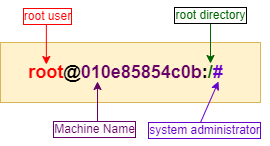 root user
root directory
root@010e85854c0b:/#
Machine Name
system administrator